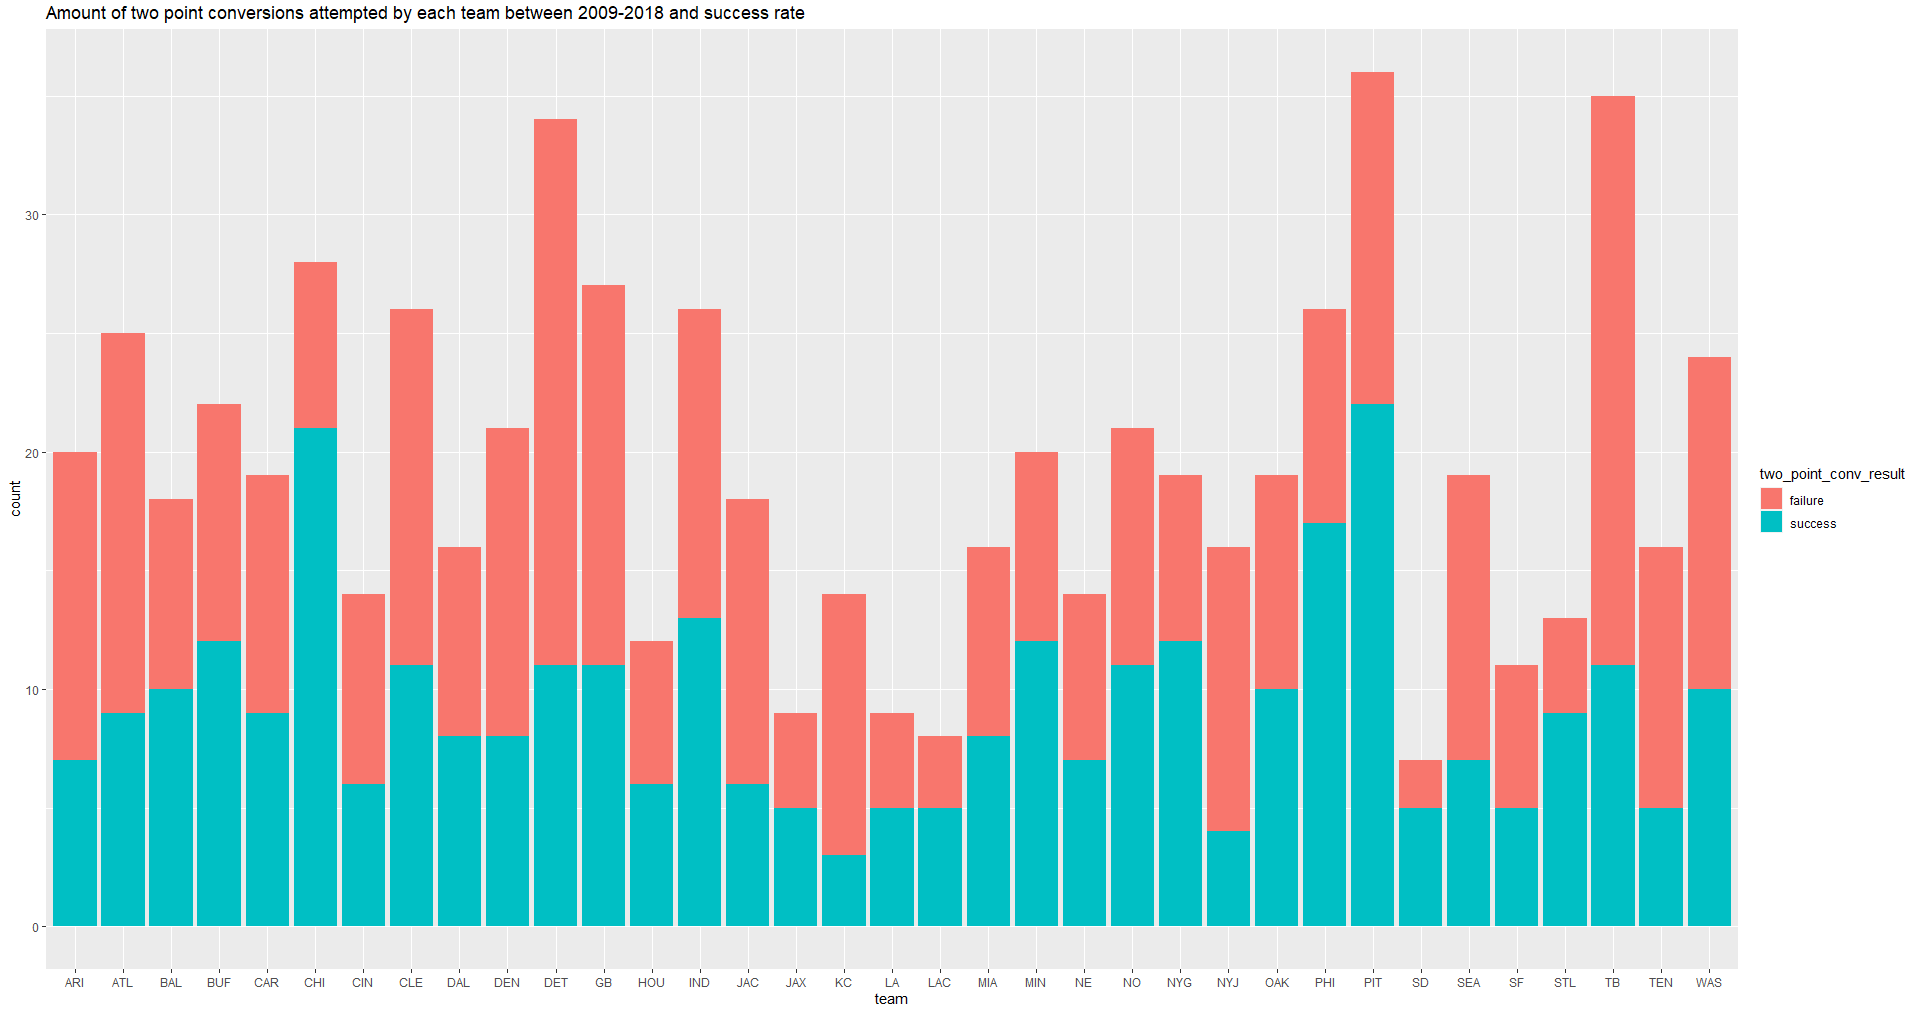 Amount of two point conversions attempted by each team between 2009-2018 and success rate
30
20
10
0
count
ARI ATL BAL BUF CAR CHI CIN CLE DAL DEN DET GB HOU IND JAC JAX KC LA LAC MIA MIN NE NO NYG NYJ OAK PHI PIT SD SEA SF STL TB TEN WAS
team
two_point_conv_result
failure
success